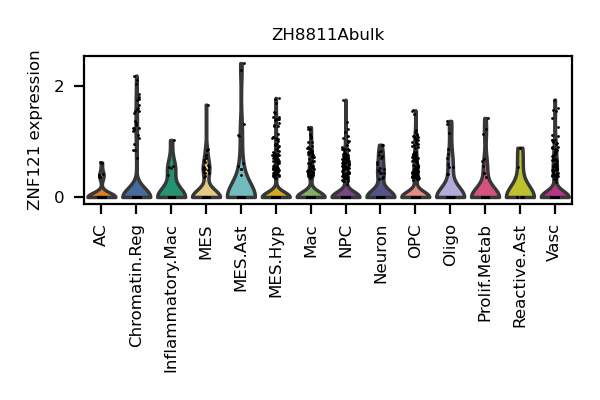 ZH8811Abulk
ZNF121 expression
2
0
AC
Chromatin.Reg
Inflammatory.Mac
MES
MES.Ast
MES.Hyp
Mac
NPC
Neuron
OPC
Oligo
Prolif.Metab
Reactive.Ast
Vasc